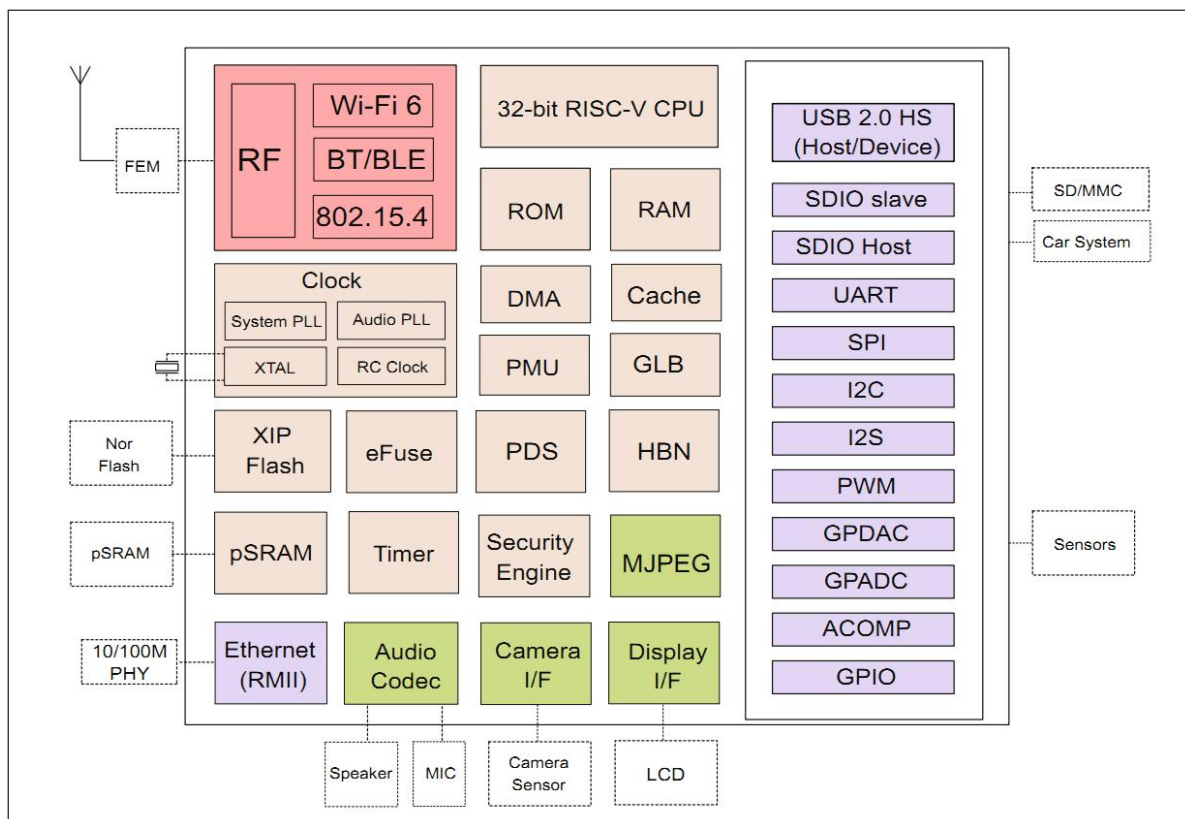 RF
Wi-Fi 6
BT/BLE
802.15.4
FEM
32-bit RISC-V CPU
ROM
RAM
Clock
System PLL
Audio PLL
XTAL
RC Clock
DMA
Cache
PMU
GLB
Nor
Flash
XIP
Flash
eFuse
PDS
HBN
pSRAM
pSRAM
Timer
Security
Engine
MJPEG
10/100M
PHY
Ethernet
(RMII)
Audio
Codec
Camera
I/F
Display
I/F
Speaker
MIC
Camera
Sensor
LCD
USB 2.0 HS
(Host/Device)
SDIO slave
SDIO Host
UART
SPI
I2C
I2S
PWM
GPDAC
GPADC
ACOMP
GPIO
SD/MMC
Car System
Sensors